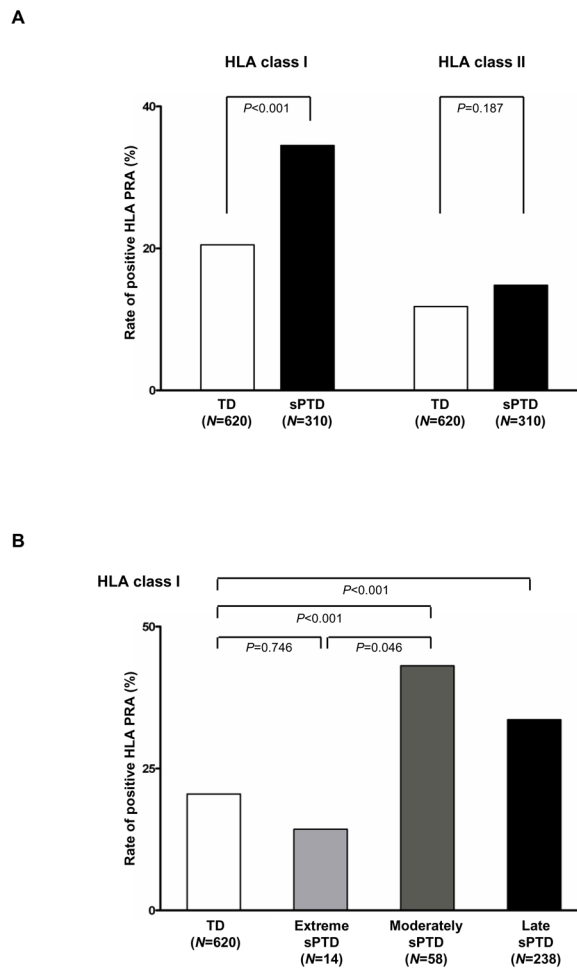 A
HLA class I HLA class II
P<0.001 P=0.187
Rate of positive HLA PRA (%)
40
20
0
TD sPTD TD sPTD
(N=620) (N=310) (N=620) (N=310)
B
HLA class I
P<0.001
P<0.001
P=0.746 P=0.046
Rate of positive HLA PRA (%)
50
25
0
TD Extreme Moderately Late
(N=620) sPTD sPTD sPTD
(N=14) (N=58) (N=238)